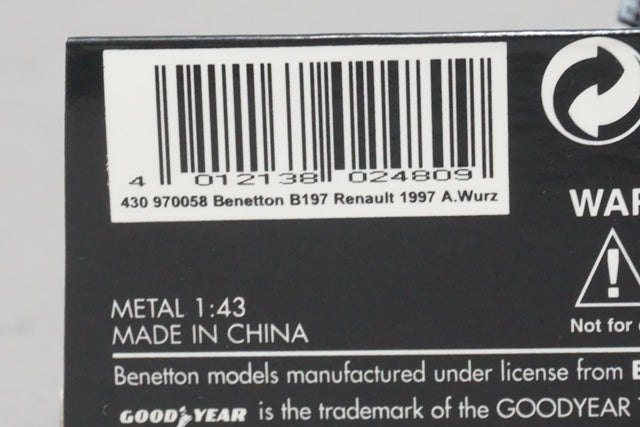 4 012138 024809
430 970058 Benetton B197 Renault 1997 A.Wurz
WAR
Not for
METAL 1:43
MADE IN CHINA
Benetton models manufactured under license from
GOODYEAR is the trademark of the GOODYEAR